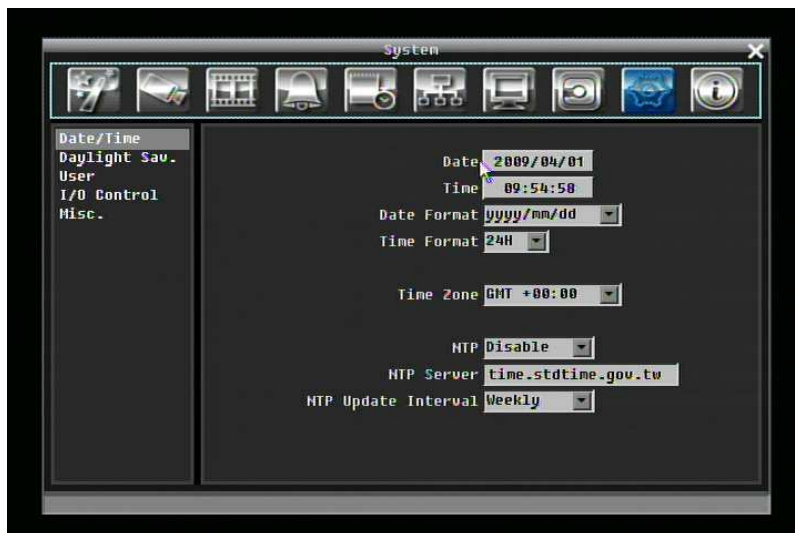 System
Date/Time
Daylight Sav.
User
I/O Control
Misc.
Date 2009/04/01
Time 09:54:58
Date Format yyyy/mm/dd
Time Format 24H
Time Zone GMT +00:00
NTP Disable
NTP Server time.stdtime.gov.tw
NTP Update Interval Weekly